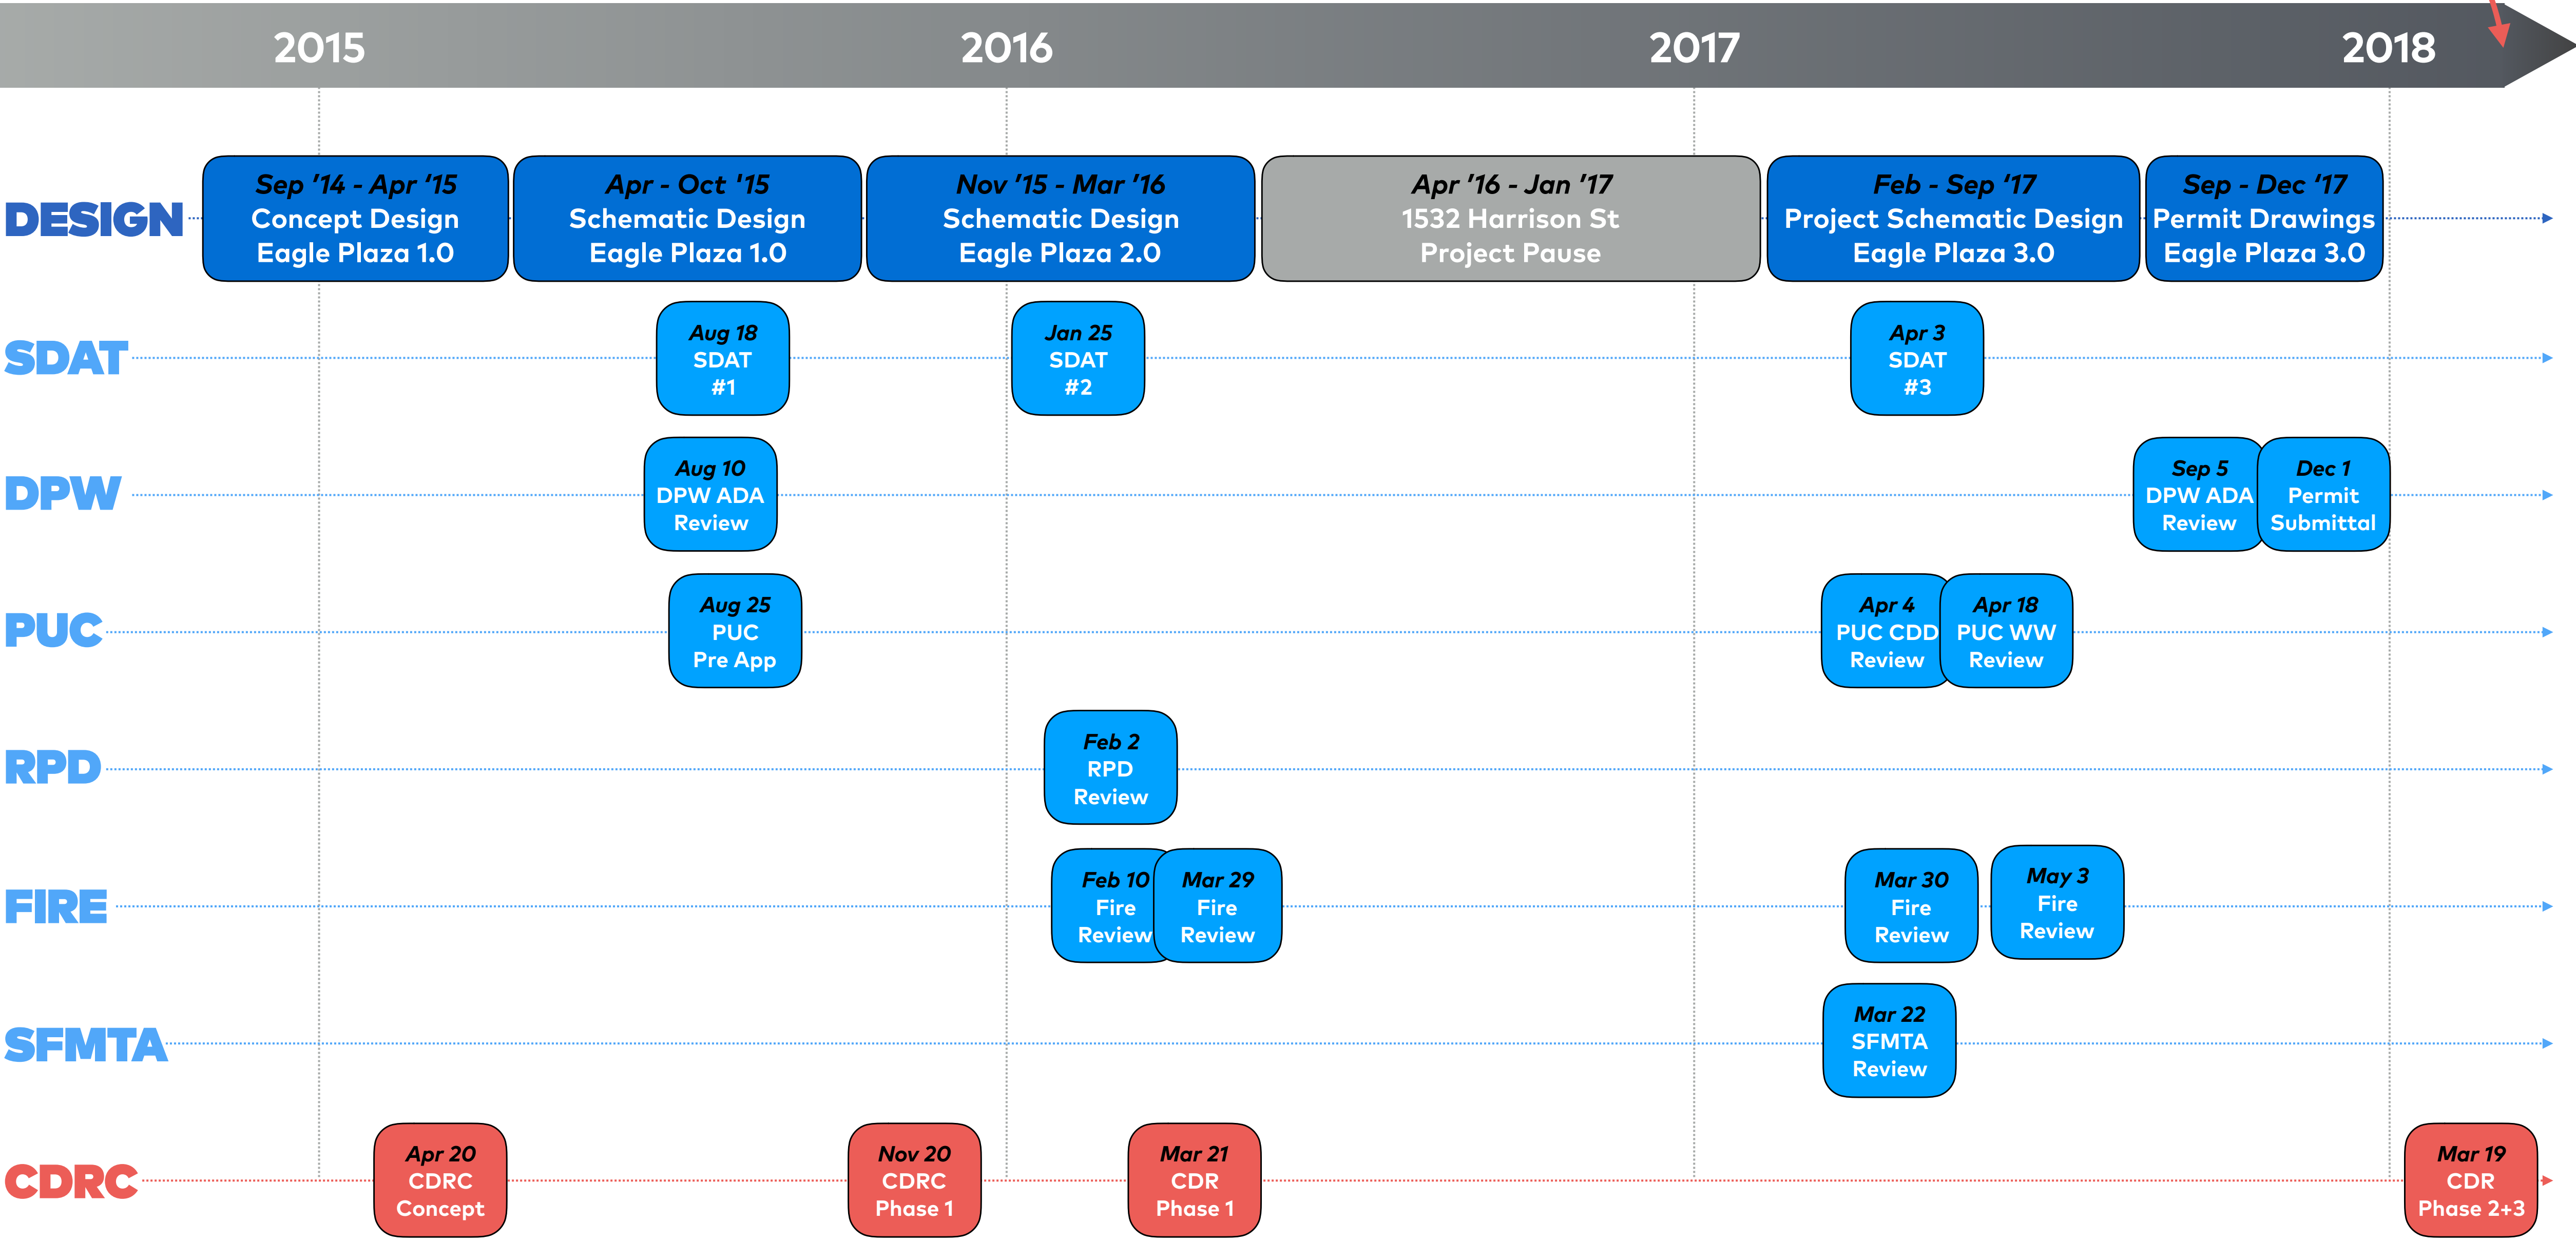 2015
2016
2017
2018
DESIGN
Sep ’14 - Apr ‘15
Concept Design
Eagle Plaza 1.0
Apr - Oct '15
Schematic Design
Eagle Plaza 1.0
Nov ’15 - Mar ‘16
Schematic Design
Eagle Plaza 2.0
Apr ’16 - Jan ‘17
1532 Harrison St
Project Pause
Feb - Sep ‘17
Project Schematic Design
Eagle Plaza 3.0
Sep - Dec ‘17
Permit Drawings
Eagle Plaza 3.0
SDAT
Aug 18
SDAT
#1
Jan 25
SDAT
#2
Apr 3
SDAT
#3
DPW
Aug 10
DPW ADA
Review
Sep 5
DPW ADA
Review
Dec 1
Permit
Submittal
PUC
Aug 25
PUC
Pre App
Apr 4
PUC CDD
Review
Apr 18
PUC WW
Review
RPD
Feb 2
RPD
Review
FIRE
Feb 10
Fire
Review
Mar 29
Fire
Review
Mar 30
Fire
Review
May 3
Fire
Review
SFMTA
Mar 22
SFMTA
Review
CDRC
Apr 20
CDRC
Concept
Nov 20
CDRC
Phase 1
Mar 21
CDR
Phase 1
Mar 19
CDR
Phase 2+3